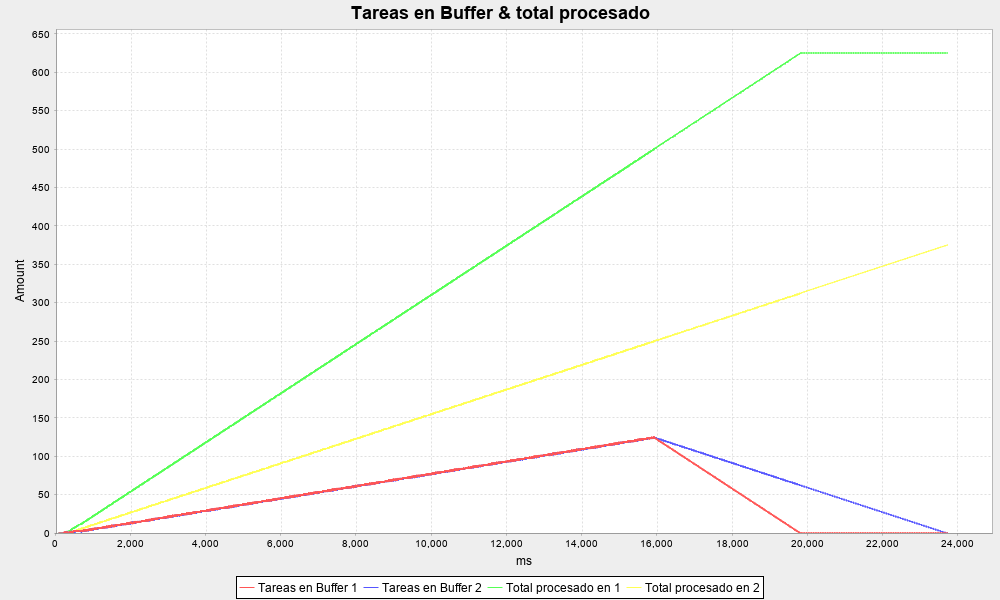 Tareas en Buffer & total procesado
Amount
650
600
550
500
450
400
350
300
250
200
150
100
50
0
0 2,000 4,000 6,000 8,000 10,000 12,000 14,000 16,000 18,000 20,000 22,000 24,000
ms
Tareas en Buffer 1 Tareas en Buffer 2 Total procesado en 1 Total procesado en 2